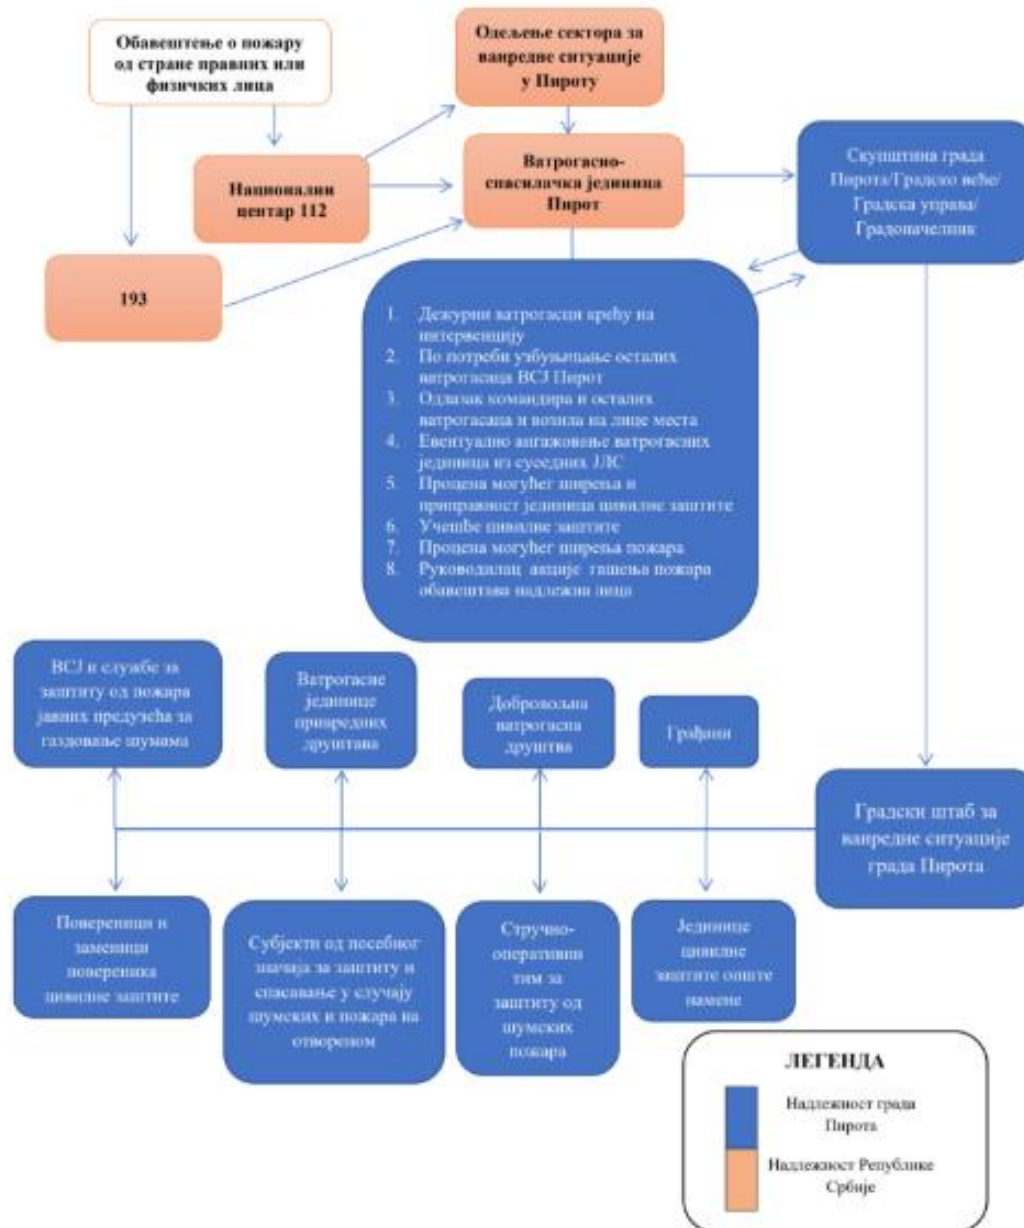 Обавештење о пожару
од стране правних или
физичких лица
Одељење сектора за
ванредне ситуације
у Пироту
Национални
центар 112
Ватрогасно-
спасилачка јединица
Пирот
Скупштина града
Пирота/Градско веће/
Градска управа/
Градоначелник
193
1. Дежурни ватрогасци крећу на
интервенцију
2. По потреби узбуњивање осталих
ватрогасаца ВСЈ Пирот
3. Одлазак командира и осталих
ватрогасаца и возила на лице места
4. Евентуално ангажовање ватрогасних
јединица из суседних ЈЛС
5. Процена могућег ширења и
приправност јединица цивилне заштите
6. Учешће цивилне заштите
7. Процена могућег ширења пожара
8. Руководилац акције гашења пожара
обавештава надлежна лица
ВСЈ и службе за
заштиту од пожара
јавних предузећа за
газдовање шумама
Ватрогасне
јединице
привредних
друштава
Добровољна
ватрогасна
друштва
Грађани
Градски штаб за
ванредне ситуације
града Пирота
Повереници и
заменици
повереника
цивилне заштите
Субјекти од посебног
значаја за заштиту и
спасавање у случају
шумских и пожара на
отвореном
Стручно-
оперативни
тим за
заштиту од
шумских
пожара
Јединице
цивилне
заштите опште
намене
ЛЕГЕНДА
Надлежност града
Пирота
Надлежност Републике
Србије